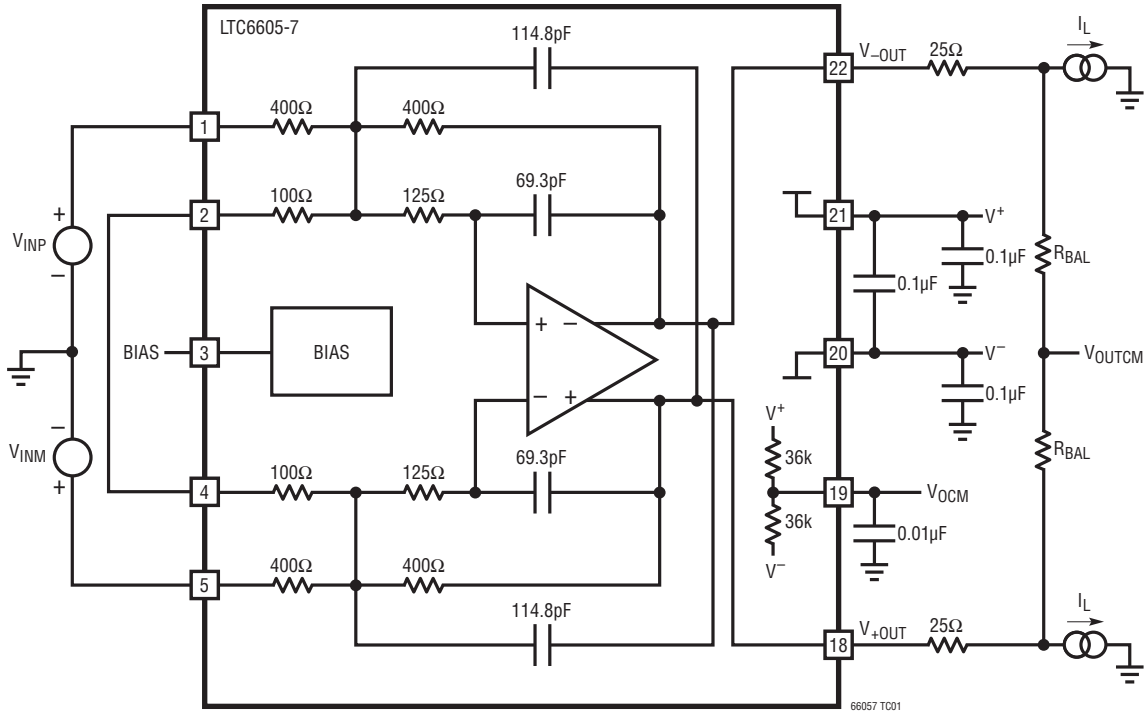 LTC6605-7
114.8pF
400Ω
400Ω
1
100Ω
125Ω
69.3pF
2
+
VINP
−
+ −
BIAS
3
BIAS
− +
−
VINM
+
69.3pF
100Ω
125Ω
4
400Ω
400Ω
5
114.8pF
V+
36k
36k
V−
22
V−OUT
25Ω
IL
21
V+
0.1µF
0.1µF
RBAL
20
V−
0.1µF
VOUTCM
RBAL
19
VOCM
0.01µF
18
V+OUT
25Ω
IL
66057 TC01